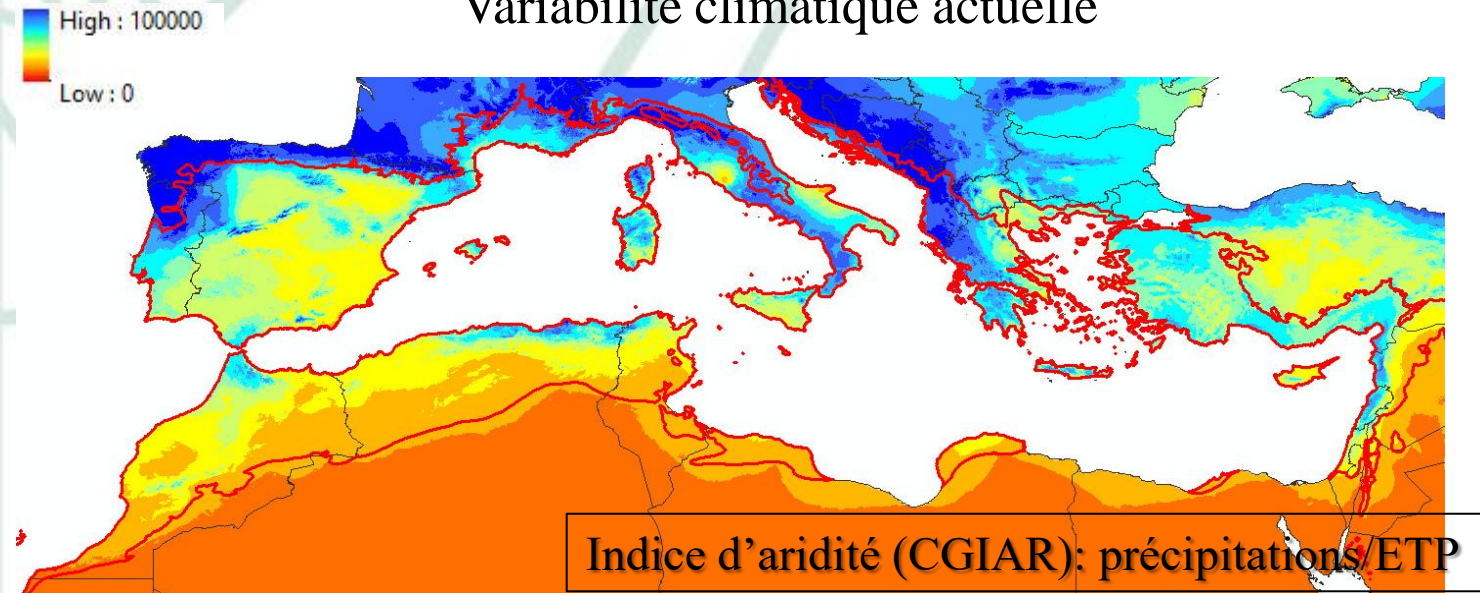 Variabilité climatique actuelle
High : 100000
Low : 0
Indice d’aridité (CGIAR): précipitations/ETP